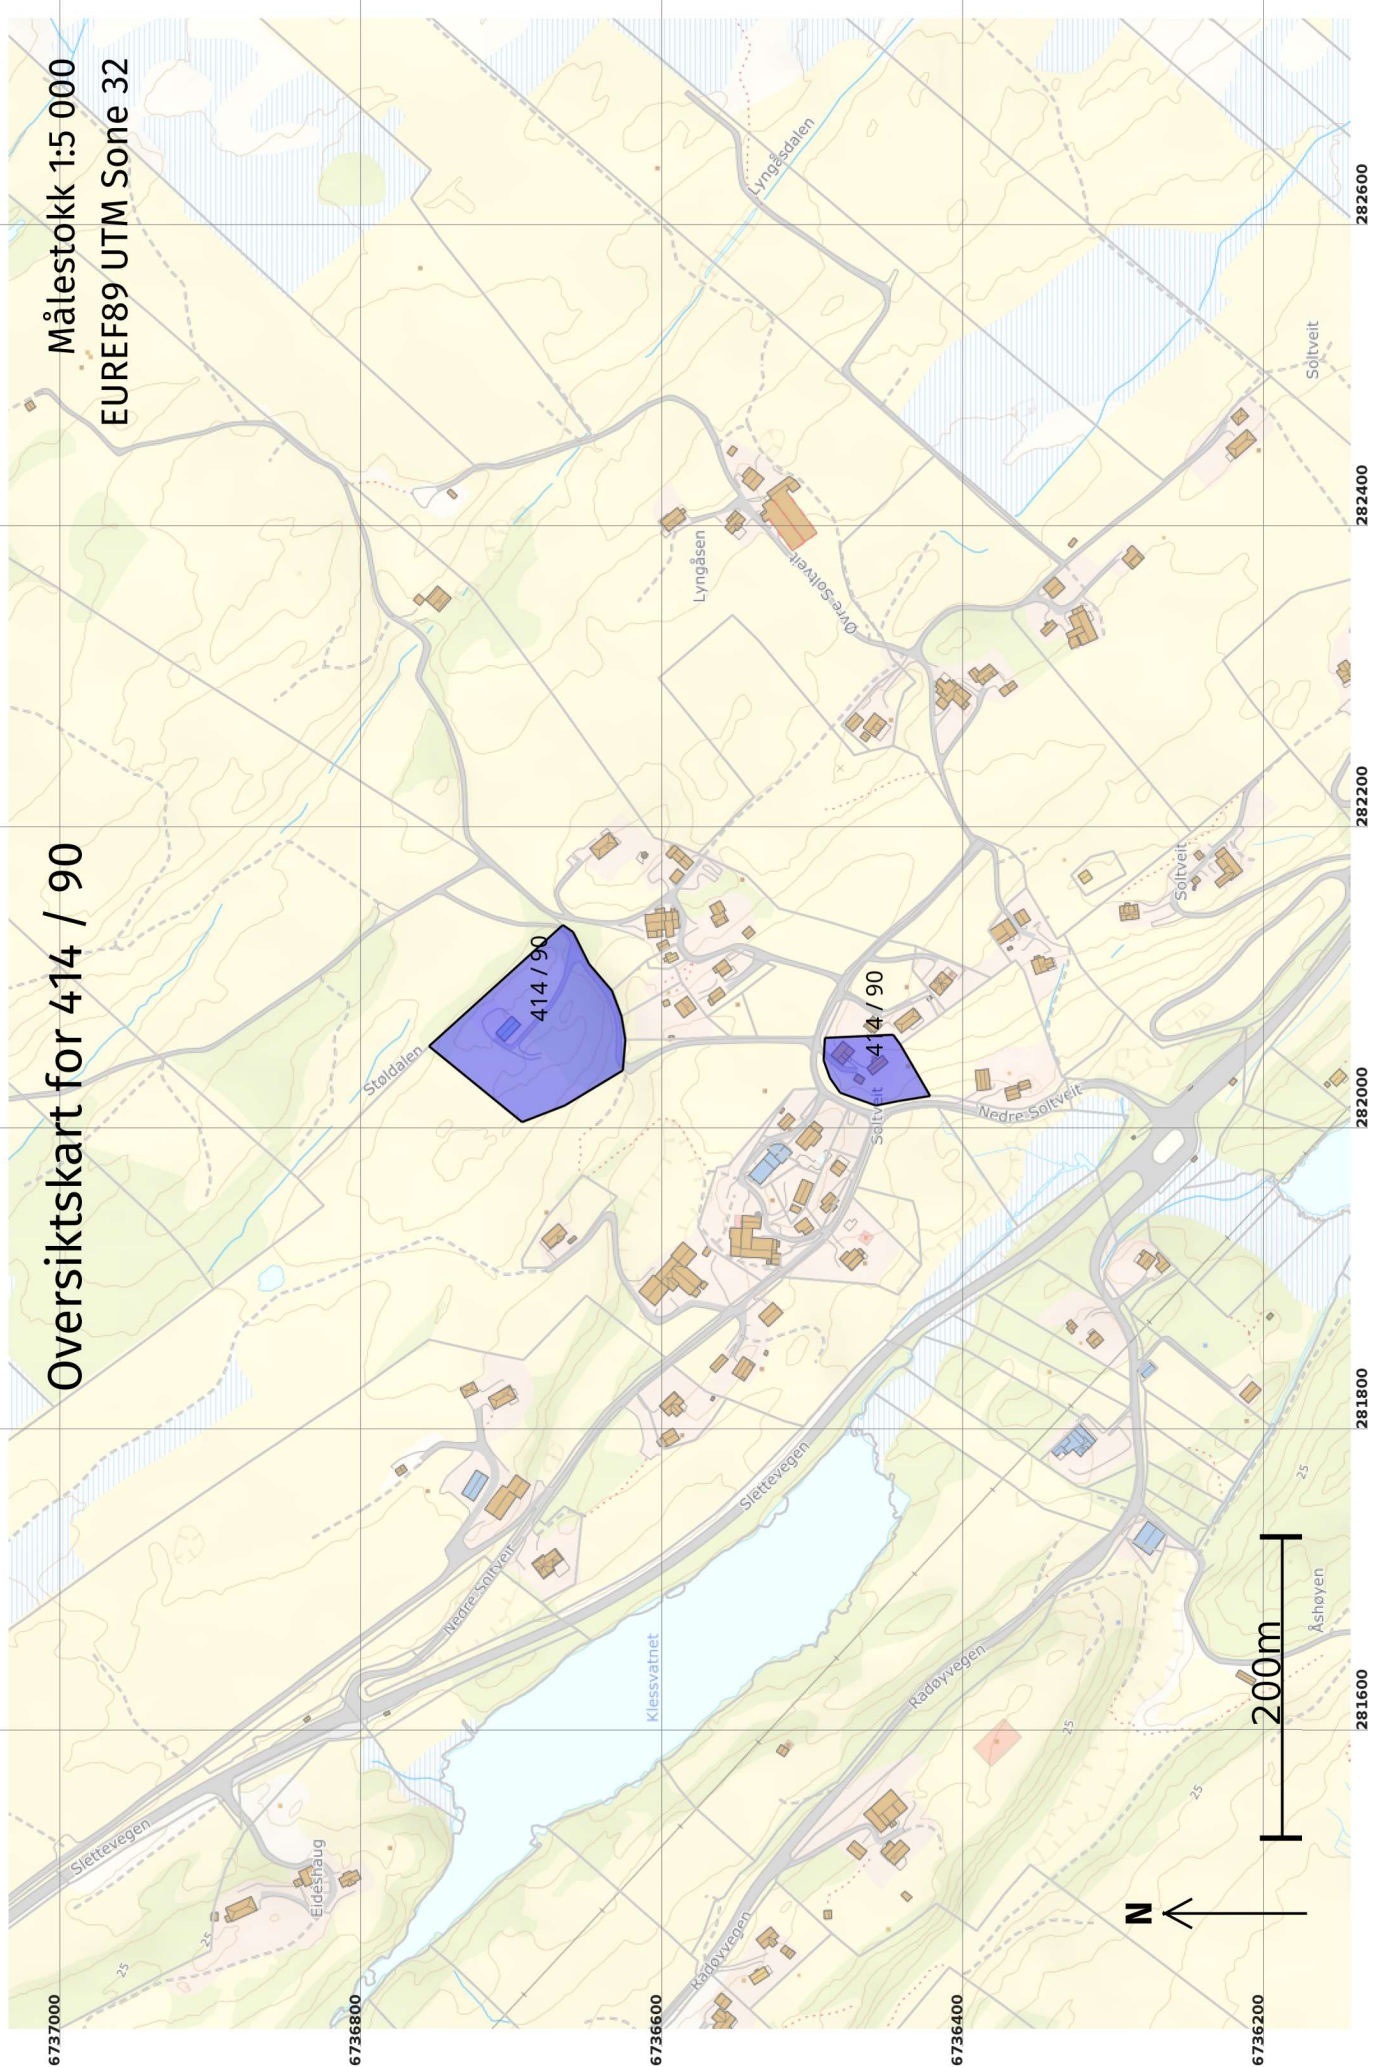 Oversiktskart for 414 / 90
Målestokk 1:5 000
EUREF89 UTM Sone 32
6737000
6736800
6736600
6736400
6736200
281600
281800
282000
282200
282400
282600
Slettevegen
Eideshaug
25
25
Nedre-Soltveit
Støldalen
414 / 90
414 / 90
Lyngåsen
Lyngåsdalen
Øvre-Soltveit
Soltveit
Nedre-Soltveit
Soltveit
Soltveit
Klessvatnet
Slettevegen
Radøyvegen
Radøyvegen
25
25
25
Åshøyen
200m
N